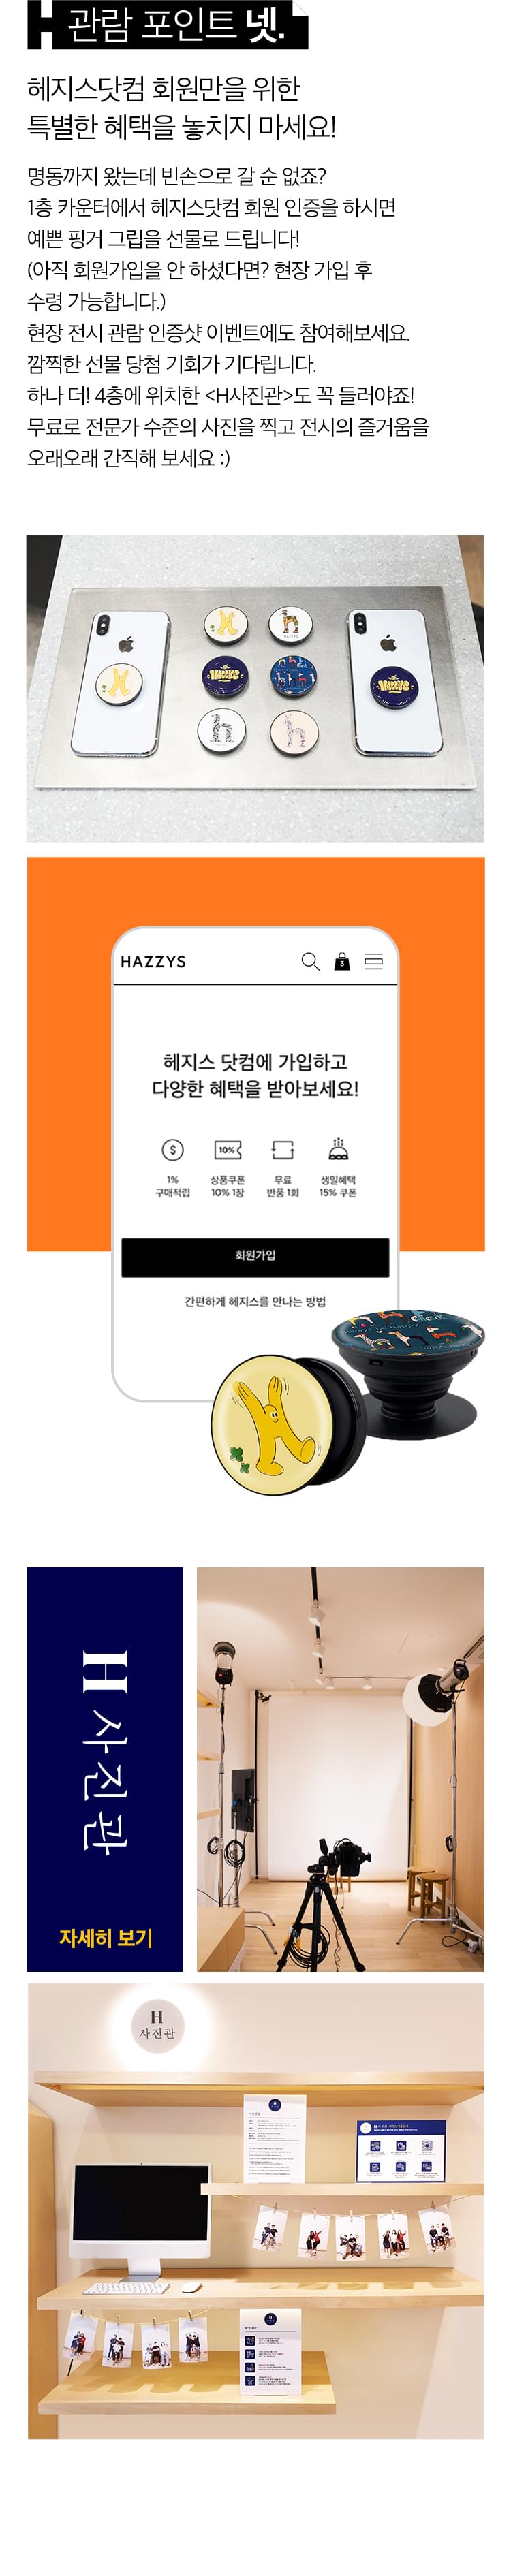 H 관람 포인트 넷.
헤지스닷컴 회원만을 위한
특별한 혜택을 놓치지 마세요!
명동까지 왔는데 빈손으로 갈 순 없죠?
1층 카운터에서 헤지스닷컴 회원 인증을 하시면
예쁜 핑거 그립을 선물로 드립니다!
(아직 회원가입을 안 하셨다면? 현장 가입 후
수령 가능합니다.)
현장 전시 관람 인증샷 이벤트에도 참여해보세요.
깜찍한 선물 당첨 기회가 기다립니다.
하나 더! 4층에 위치한 <H사진관>도 꼭 들러야죠!
무료로 전문가 수준의 사진을 찍고 전시의 즐거움을
오래오래 간직해 보세요 :)
HAZZYS
3
헤지스 닷컴에 가입하고
다양한 혜택을 받아보세요!
$ 10%
1% 상품쿠폰 무료 생일혜택
구매적립 10% 1장 반품 1회 15% 쿠폰
회원가입
간편하게 헤지스를 만나는 방법
H 사진관
자세히 보기
H
사진관